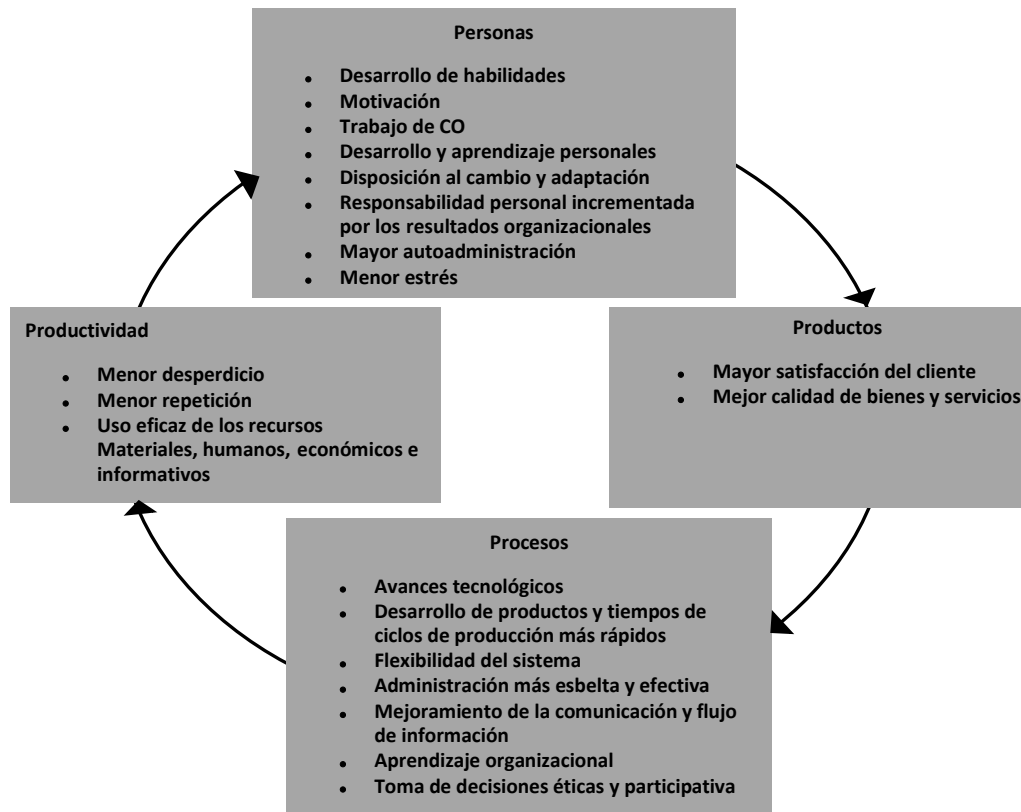 Personas
• Desarrollo de habilidades
• Motivación
• Trabajo de CO
• Desarrollo y aprendizaje personales
• Disposición al cambio y adaptación
• Responsabilidad personal incrementada
por los resultados organizacionales
• Mayor autoadministración
• Menor estrés
Productividad
• Menor desperdicio
• Menor repetición
• Uso eficaz de los recursos
Materiales, humanos, económicos e
informativos
Productos
• Mayor satisfacción del cliente
• Mejor calidad de bienes y servicios
Procesos
• Avances tecnológicos
• Desarrollo de productos y tiempos de
ciclos de producción más rápidos
• Flexibilidad del sistema
• Administración más esbelta y efectiva
• Mejoramiento de la comunicación y flujo
de información
• Aprendizaje organizacional
• Toma de decisiones éticas y participativa